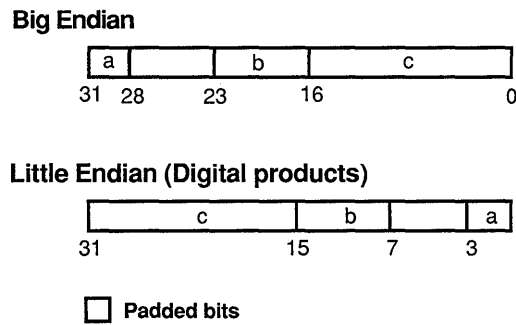 Big Endian
a b c
31 28 23 16 0
Little Endian (Digital products)
c b a
31 15 7 3
Padded bits